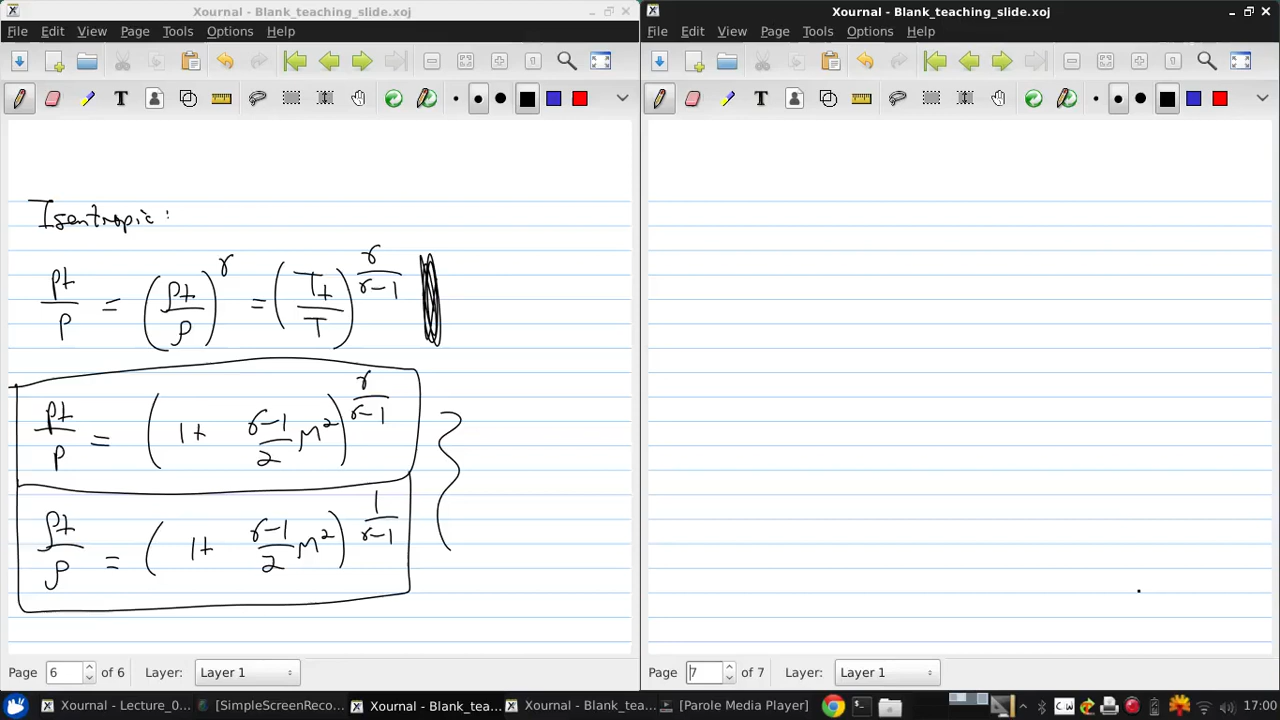 Xournal - Blank_teaching_slide.xoj
File Edit View Page Tools Options Help
Isentropic:
pt/p = (ρt/ρ)^γ = (Tt/T)^(γ/(γ-1))
pt/p = (1+ (γ-1)/2 M²)^(γ/(γ-1))
ρt/ρ = (1+ (γ-1)/2 M²)^(1/(γ-1))
Page 6 of 6 Layer: Layer 1
Xournal - Blank_teaching_slide.xoj
File Edit View Page Tools Options Help
Page 7 of 7 Layer: Layer 1
Xournal - Lecture_0... [SimpleScreenReco... Xournal - Blank_tea... Xournal - Blank_tea... [Parole Media Player] CW 17:00